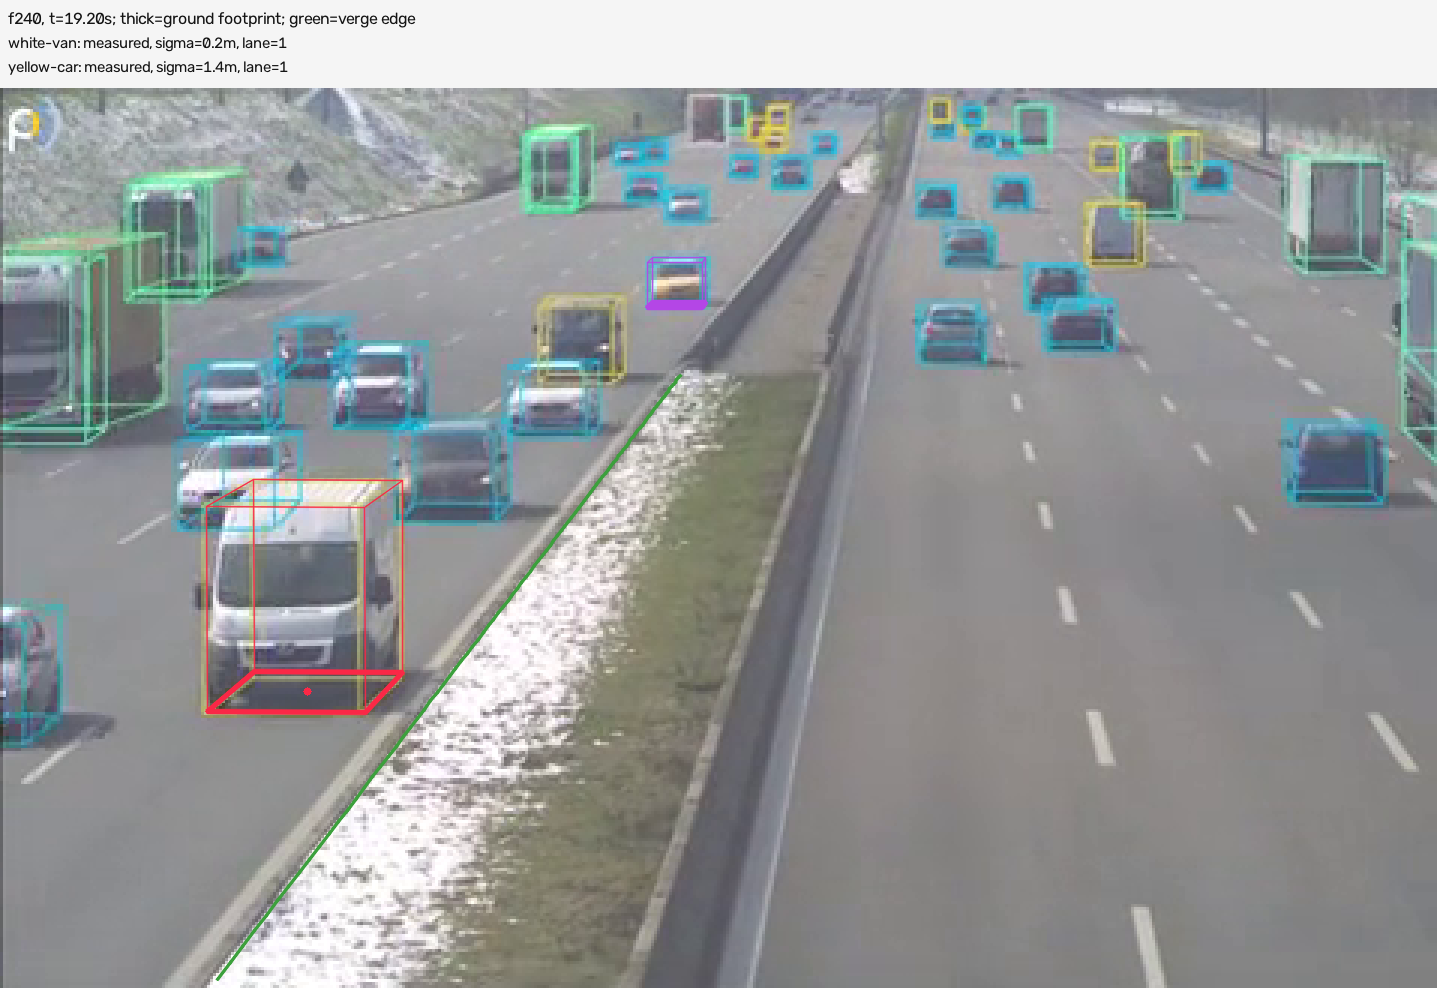 f240, t=19.20s; thick=ground footprint; green=verge edge
white-van: measured, sigma=0.2m, lane=1
yellow-car: measured, sigma=1.4m, lane=1